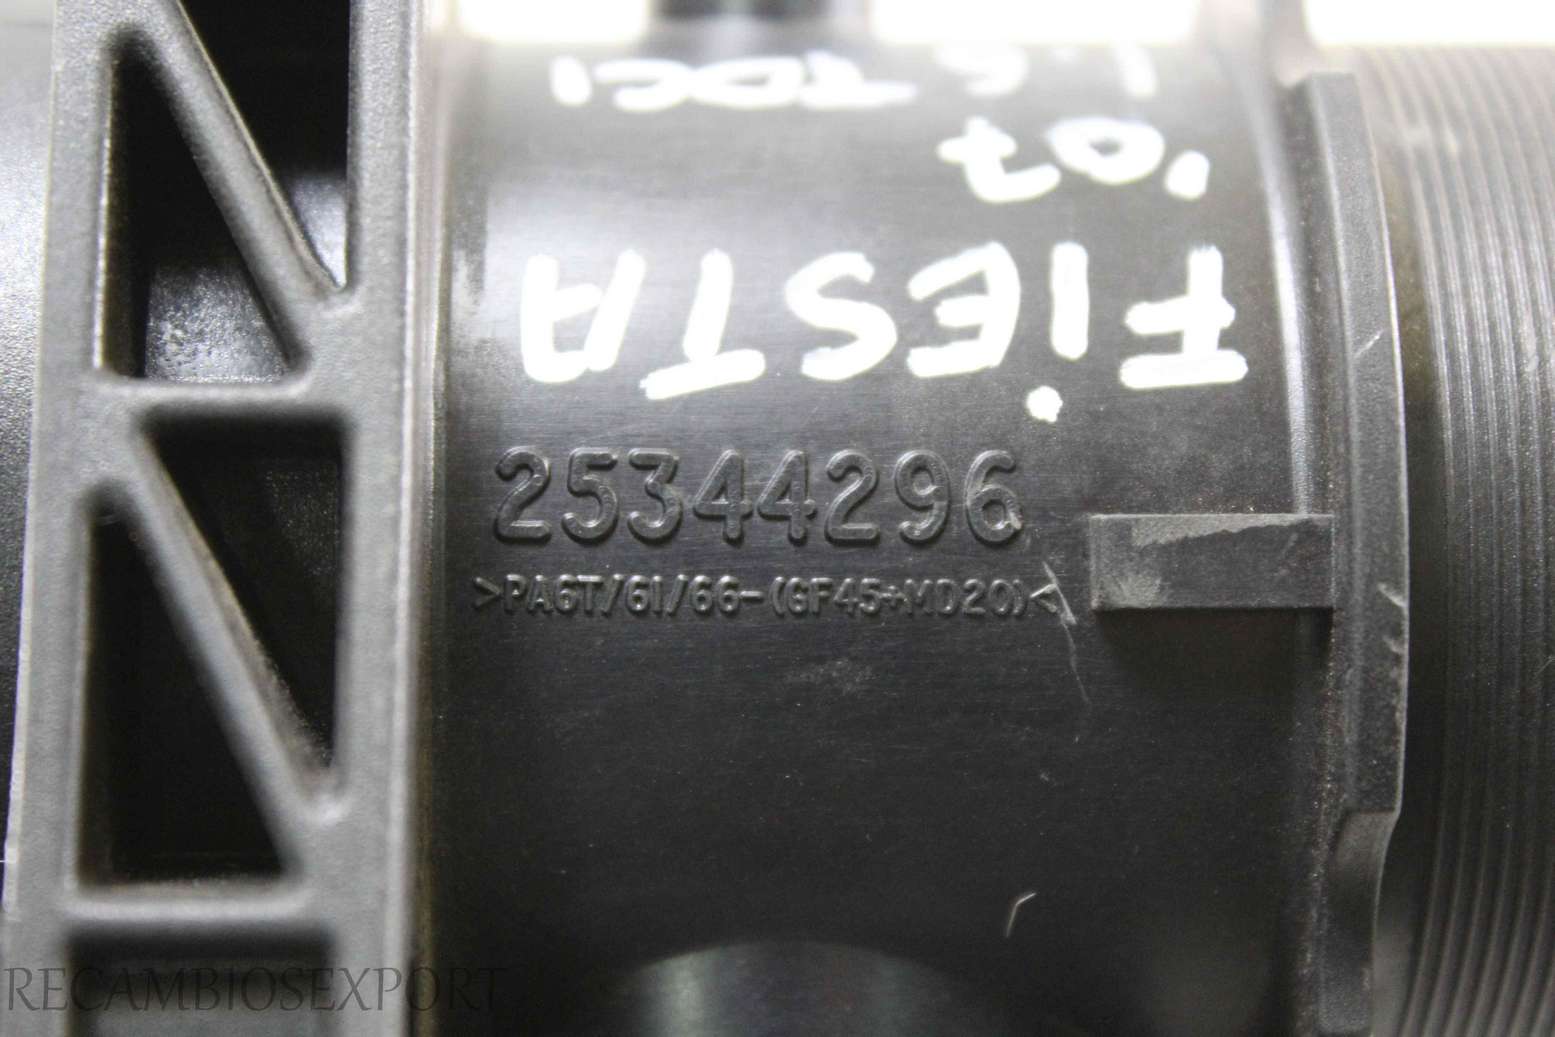 FiESTA
'07
1.6 TDCI
25344296
>PA6T/6I/66-(GF45+MD20)<
RECAMBIOSEXPORT